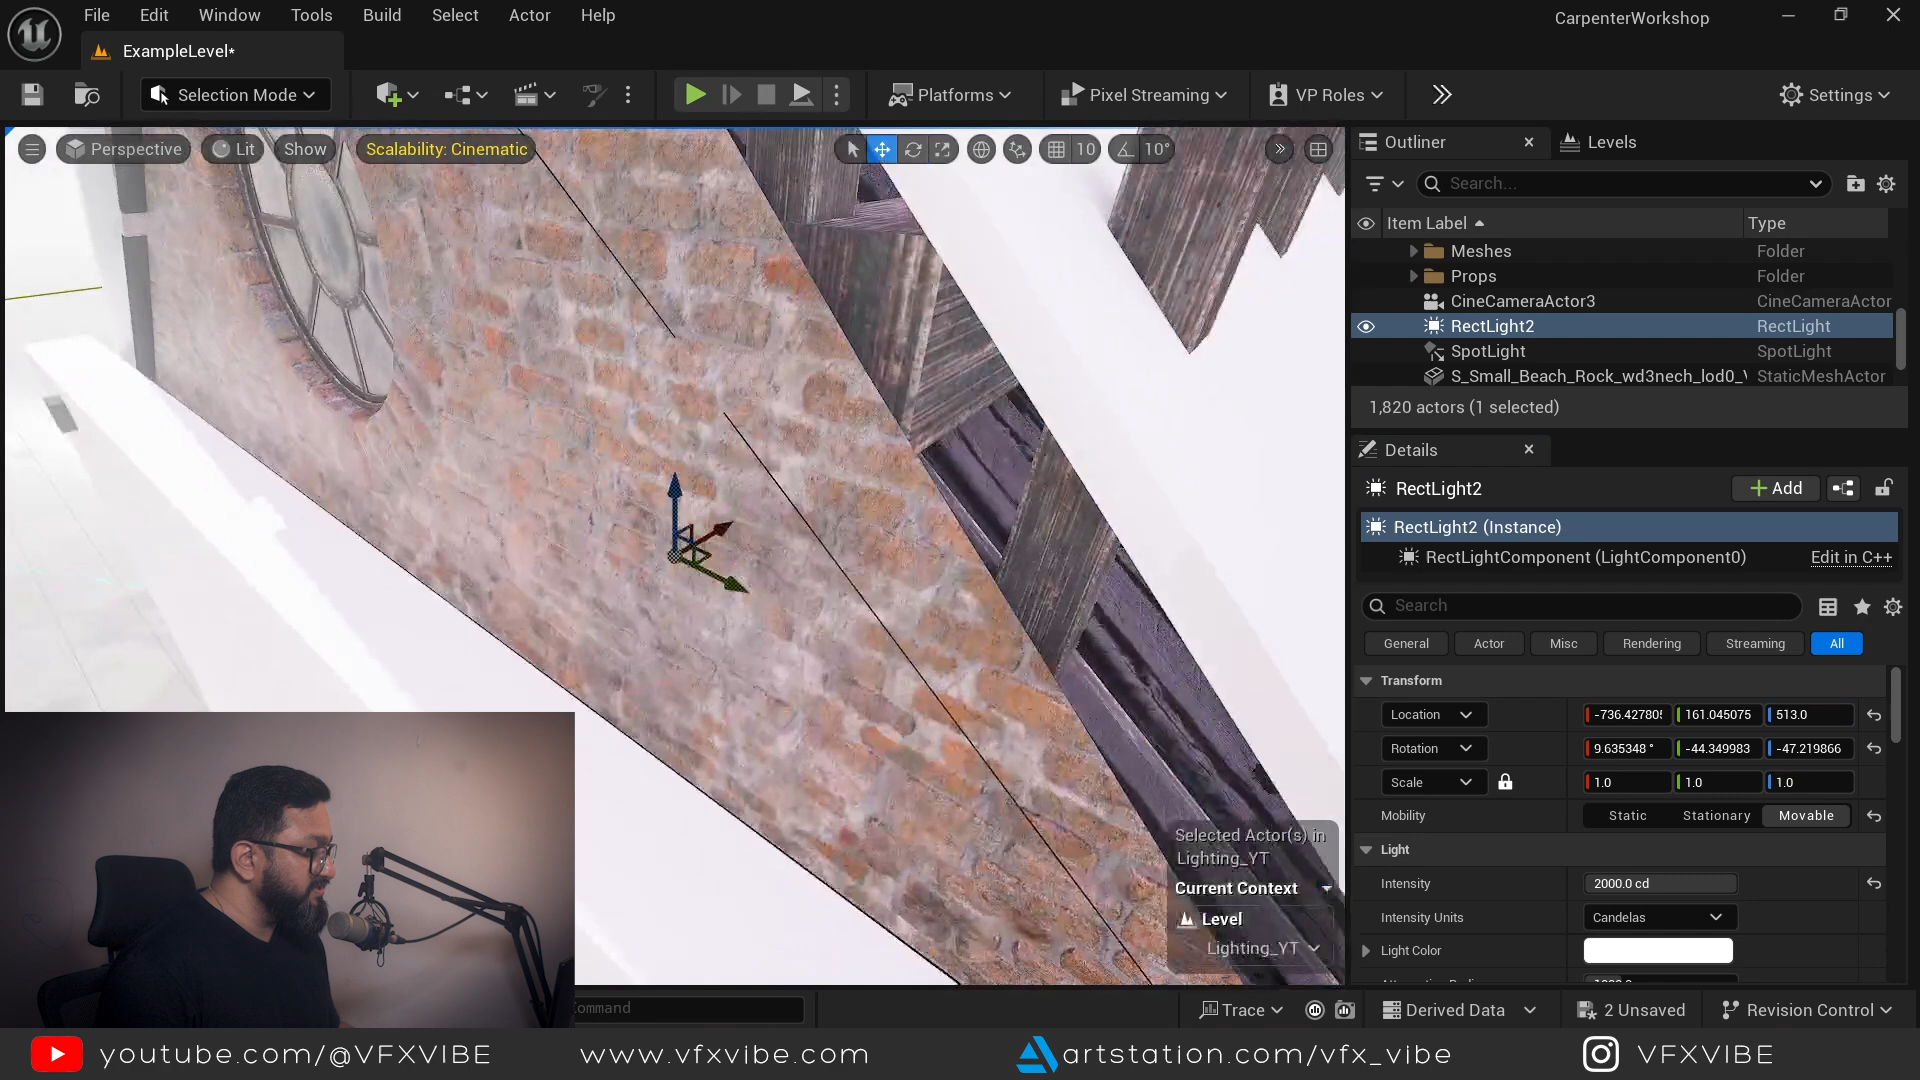 File Edit Window Tools Build Select Actor Help
CarpenterWorkshop
ExampleLevel*
Selection Mode
Platforms
Pixel Streaming
VP Roles
Settings
Perspective
Lit
Show
Scalability: Cinematic
10
10°
Outliner
Levels
Search...
Item Label
Type
Meshes
Folder
Props
Folder
CineCameraActor3
CineCameraActor
RectLight2
RectLight
SpotLight
SpotLight
S_Small_Beach_Rock_wd3nech_lod0_
StaticMeshActor
1,820 actors (1 selected)
Details
RectLight2
Add
RectLight2 (Instance)
RectLightComponent (LightComponent0)
Edit in C++
Search
General
Actor
Misc
Rendering
Streaming
All
Transform
Location
-736.427805
161.045075
513.0
Rotation
9.635348 °
-44.349983
-47.219866
Scale
1.0
1.0
1.0
Mobility
Static
Stationary
Movable
Light
Intensity
2000.0 cd
Intensity Units
Candelas
Light Color
Selected Actor(s) in
Lighting_YT
Current Context
Level
Lighting_YT
ommand
Trace
Derived Data
2 Unsaved
Revision Control
youtube.com/@VFXVIBE
www.vfxvibe.com
artstation.com/vfx_vibe
VFXVIBE